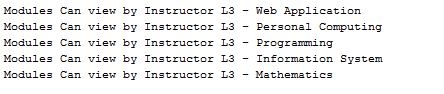 Modules Can view by Instructor L3 - Web Application
Modules Can view by Instructor L3 - Personal Computing
Modules Can view by Instructor L3 - Programming
Modules Can view by Instructor L3 - Information System
Modules Can view by Instructor L3 - Mathematics